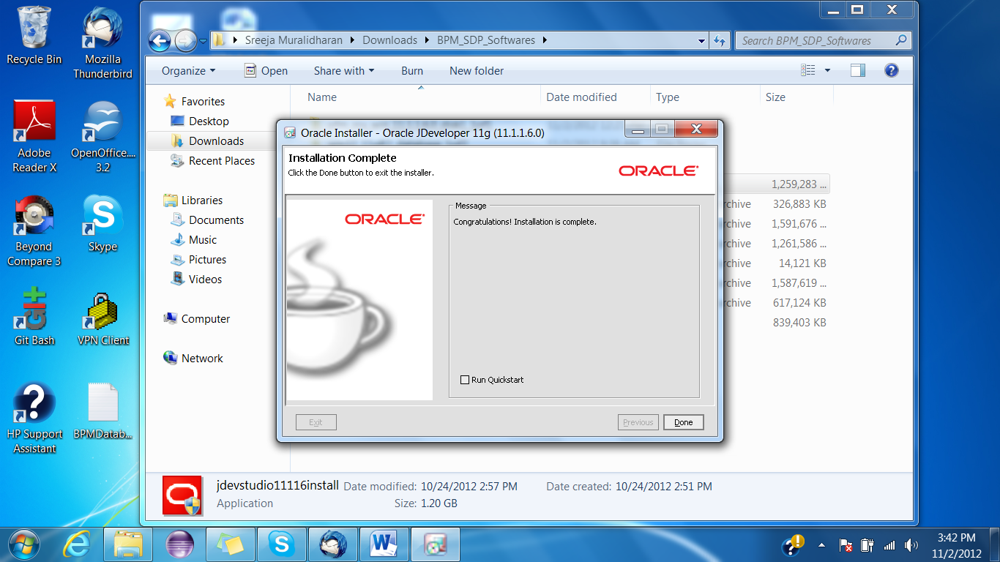 Recycle Bin
Mozilla
Thunderbird
Adobe
Reader X
OpenOffice....
3.2
Beyond
Compare 3
Skype
Git Bash
VPN Client
HP Support
Assistant
BPMDatab...
Sreeja Muralidharan
Downloads
BPM_SDP_Softwares
Search BPM_SDP_Softwares
Organize
Open
Share with
Burn
New folder
Favorites
Desktop
Downloads
Recent Places
Libraries
Documents
Music
Pictures
Videos
Computer
Network
Name
Date modified
Type
Size
1,259,283 ...
rchive 326,883 KB
rchive 1,591,676 ...
rchive 1,261,586 ...
rchive 14,121 KB
rchive 1,587,619 ...
rchive 617,124 KB
839,403 KB
Oracle Installer - Oracle JDeveloper 11g (11.1.1.6.0)
Installation Complete
Click the Done button to exit the installer.
ORACLE
ORACLE
Message
Congratulations! Installation is complete.
Run Quickstart
Exit
Previous
Done
jdevstudio11116install
Date modified: 10/24/2012 2:57 PM
Date created: 10/24/2012 2:51 PM
Application
Size: 1.20 GB
3:42 PM
11/2/2012